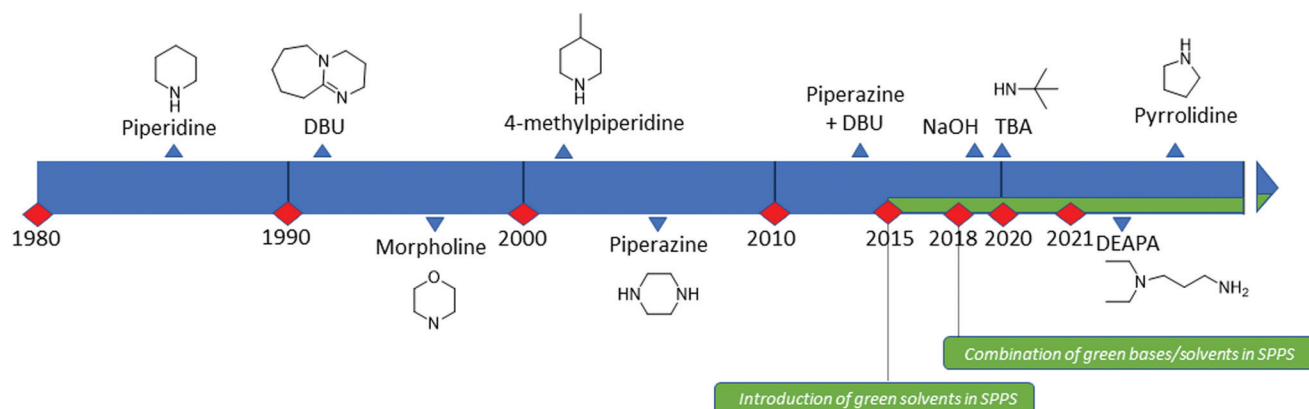 N
H
Piperidine
N
N
DBU
4-methylpiperidine
N
H
Piperazine
+ DBU
NaOH
HN
TBA
H
N
Pyrrolidine
1980
1990
Morpholine
O
N
2000
Piperazine
HN
NH
2010
2015
2018
2020
2021
DEAPA
N
NH2
Combination of green bases/solvents in SPPS
Introduction of green solvents in SPPS